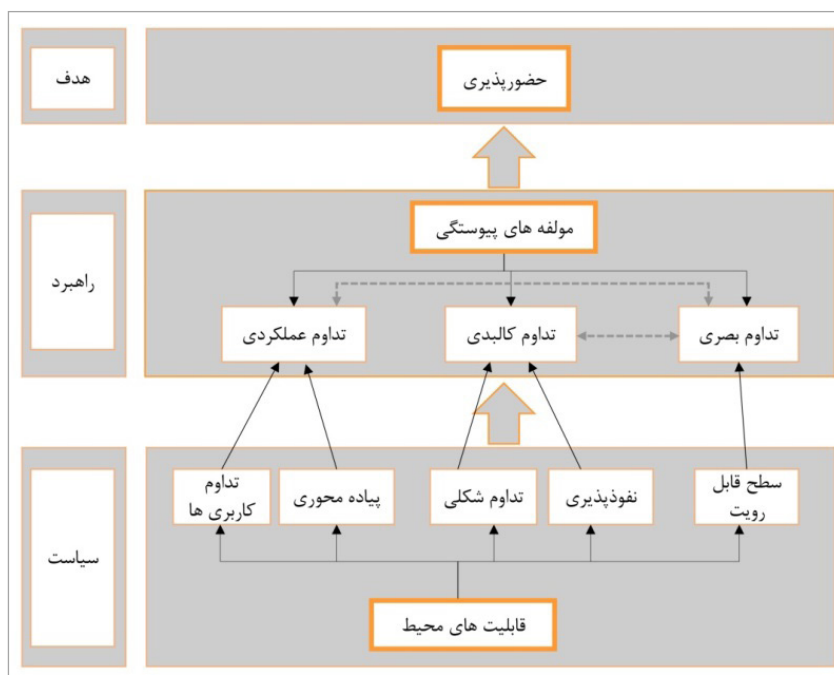 هدف
حضورپذیری
راهبرد
مولفه های پیوستگی
تداوم بصری
تداوم کالبدی
تداوم عملکردی
سیاست
سطح قابل
رویت
نفوذپذیری
تداوم شکلی
پیاده محوری
تداوم
کاربری ها
قابلیت های محیط